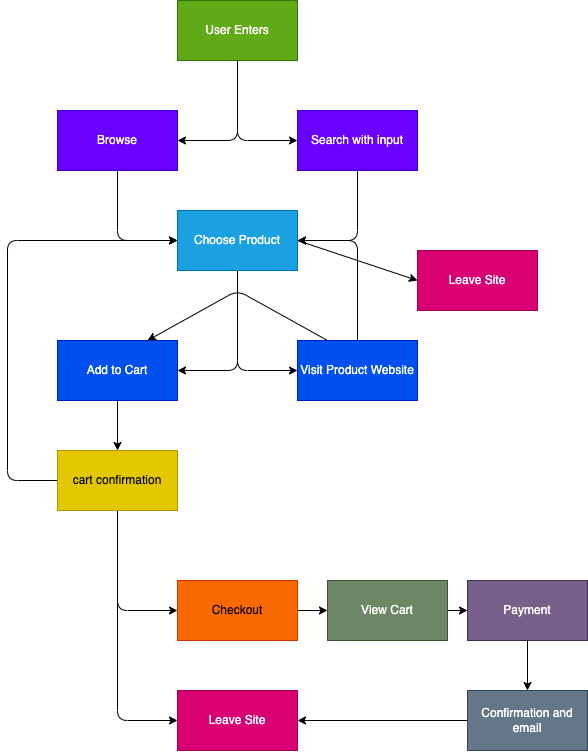 User Enters
Browse
Search with input
Choose Product
Leave Site
Add to Cart
Visit Product Website
cart confirmation
Checkout
View Cart
Payment
Leave Site
Confirmation and
email